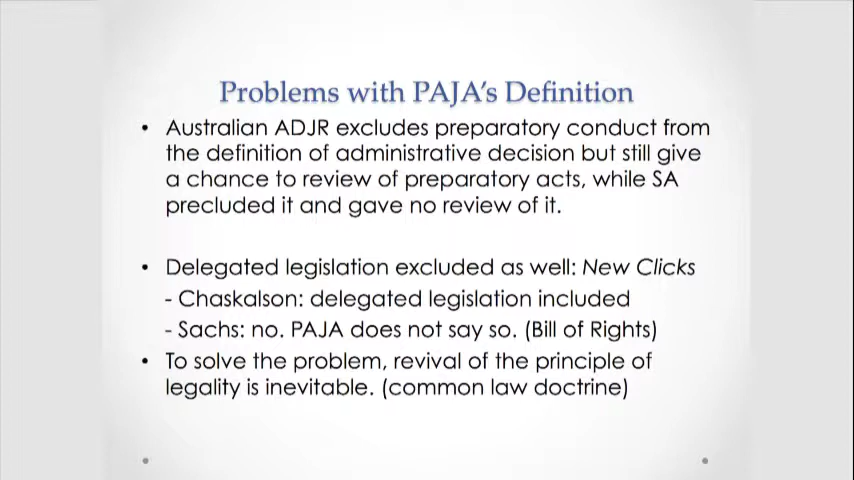 Problems with PAJA's Definition
• Australian ADJR excludes preparatory conduct from
the definition of administrative decision but still give
a chance to review of preparatory acts, while SA
precluded it and gave no review of it.
• Delegated legislation excluded as well: New Clicks
- Chaskalson: delegated legislation included
- Sachs: no. PAJA does not say so. (Bill of Rights)
• To solve the problem, revival of the principle of
legality is inevitable. (common law doctrine)